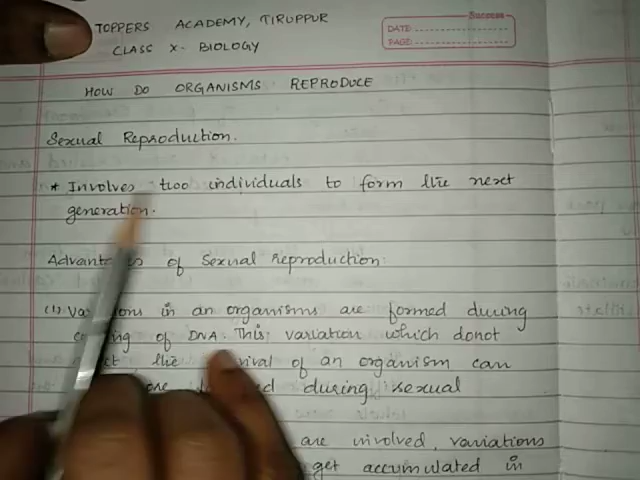 TOPPERS ACADEMY, TIRUPPUR
Success
DATE
CLASS X- BIOLOGY
PAGE
HOW DO ORGANISMS REPRODUCE
Sexual Reproduction.
* Involves two individuals to form the next
generation.
of Sexual Reproduction:
(1) in an organisms are formed during
of DNA. This variation which donot
the of an organism can
during sexual
are involved, variations
get accumulated in